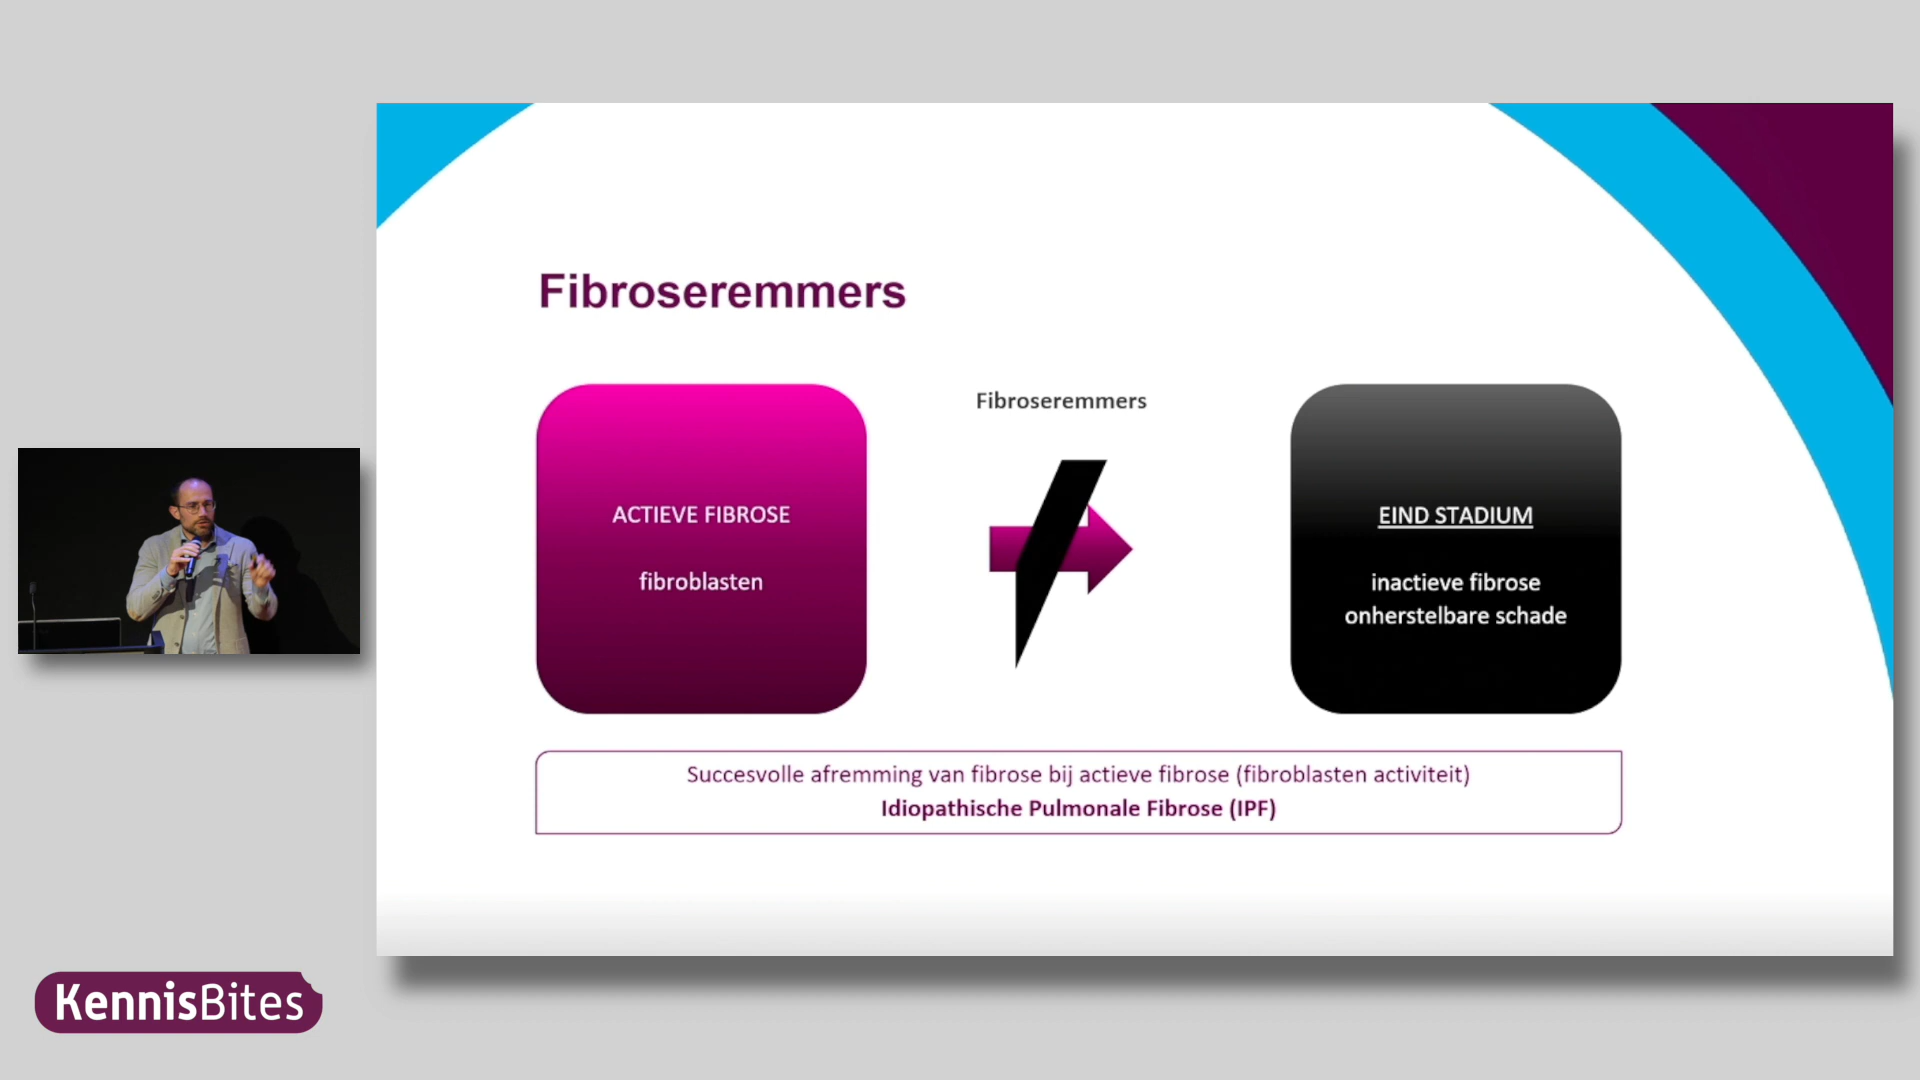 Fibroseremmers
Fibroseremmers
ACTIEVE FIBROSE
fibroblasten
EIND STADIUM
inactieve fibrose
onherstelbare schade
Succesvolle afremming van fibrose bij actieve fibrose (fibroblasten activiteit)
Idiopathische Pulmonale Fibrose (IPF)
KennisBites